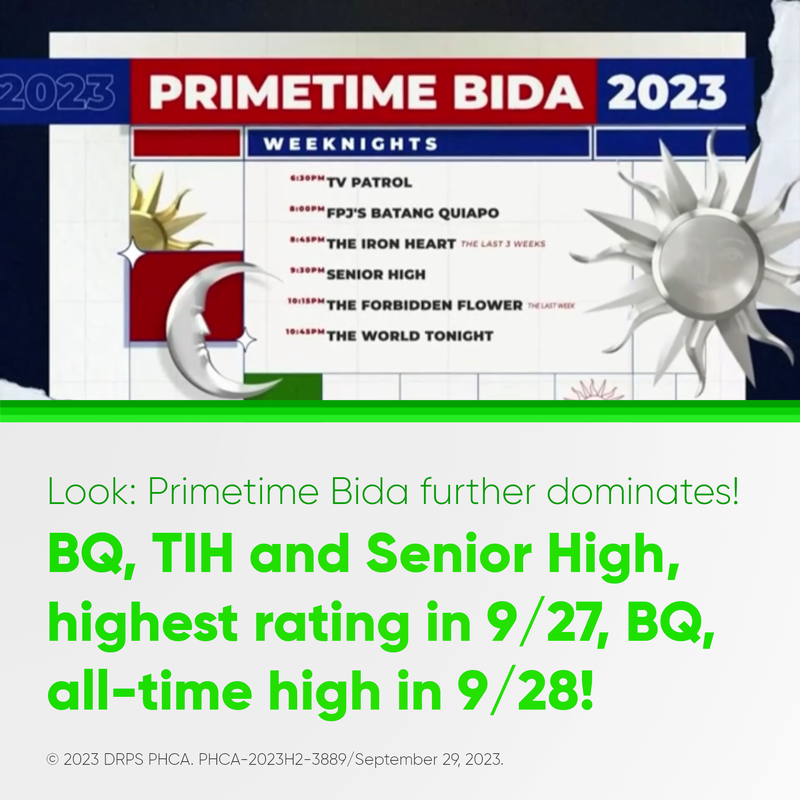 2023 PRIMETIME BIDA 2023
WEEKNIGHTS
6:30PM TV PATROL
8:00PM FPJ'S BATANG QUIAPO
8:45PM THE IRON HEART THE LAST 3 WEEKS
9:30PM SENIOR HIGH
10:15PM THE FORBIDDEN FLOWER THE LAST WEEK
10:45PM THE WORLD TONIGHT
Look: Primetime Bida further dominates!
BQ, TIH and Senior High,
highest rating in 9/27, BQ,
all-time high in 9/28!
© 2023 DRPS PHCA. PHCA-2023H2-3889/September 29, 2023.